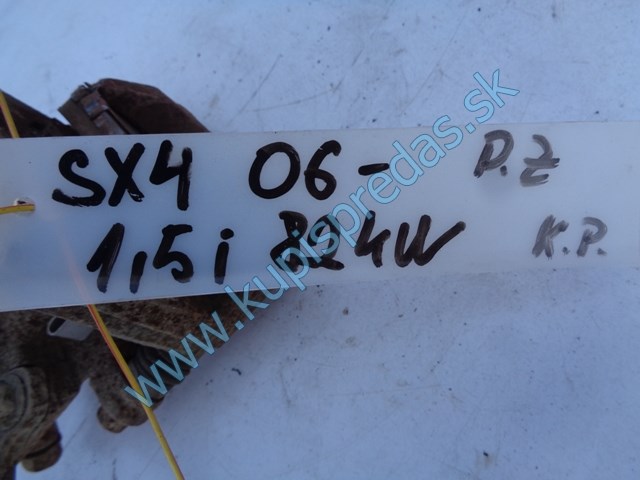 SX4 06- P.Z
1,5i 82kW K.P.
www.kupispredas.sk